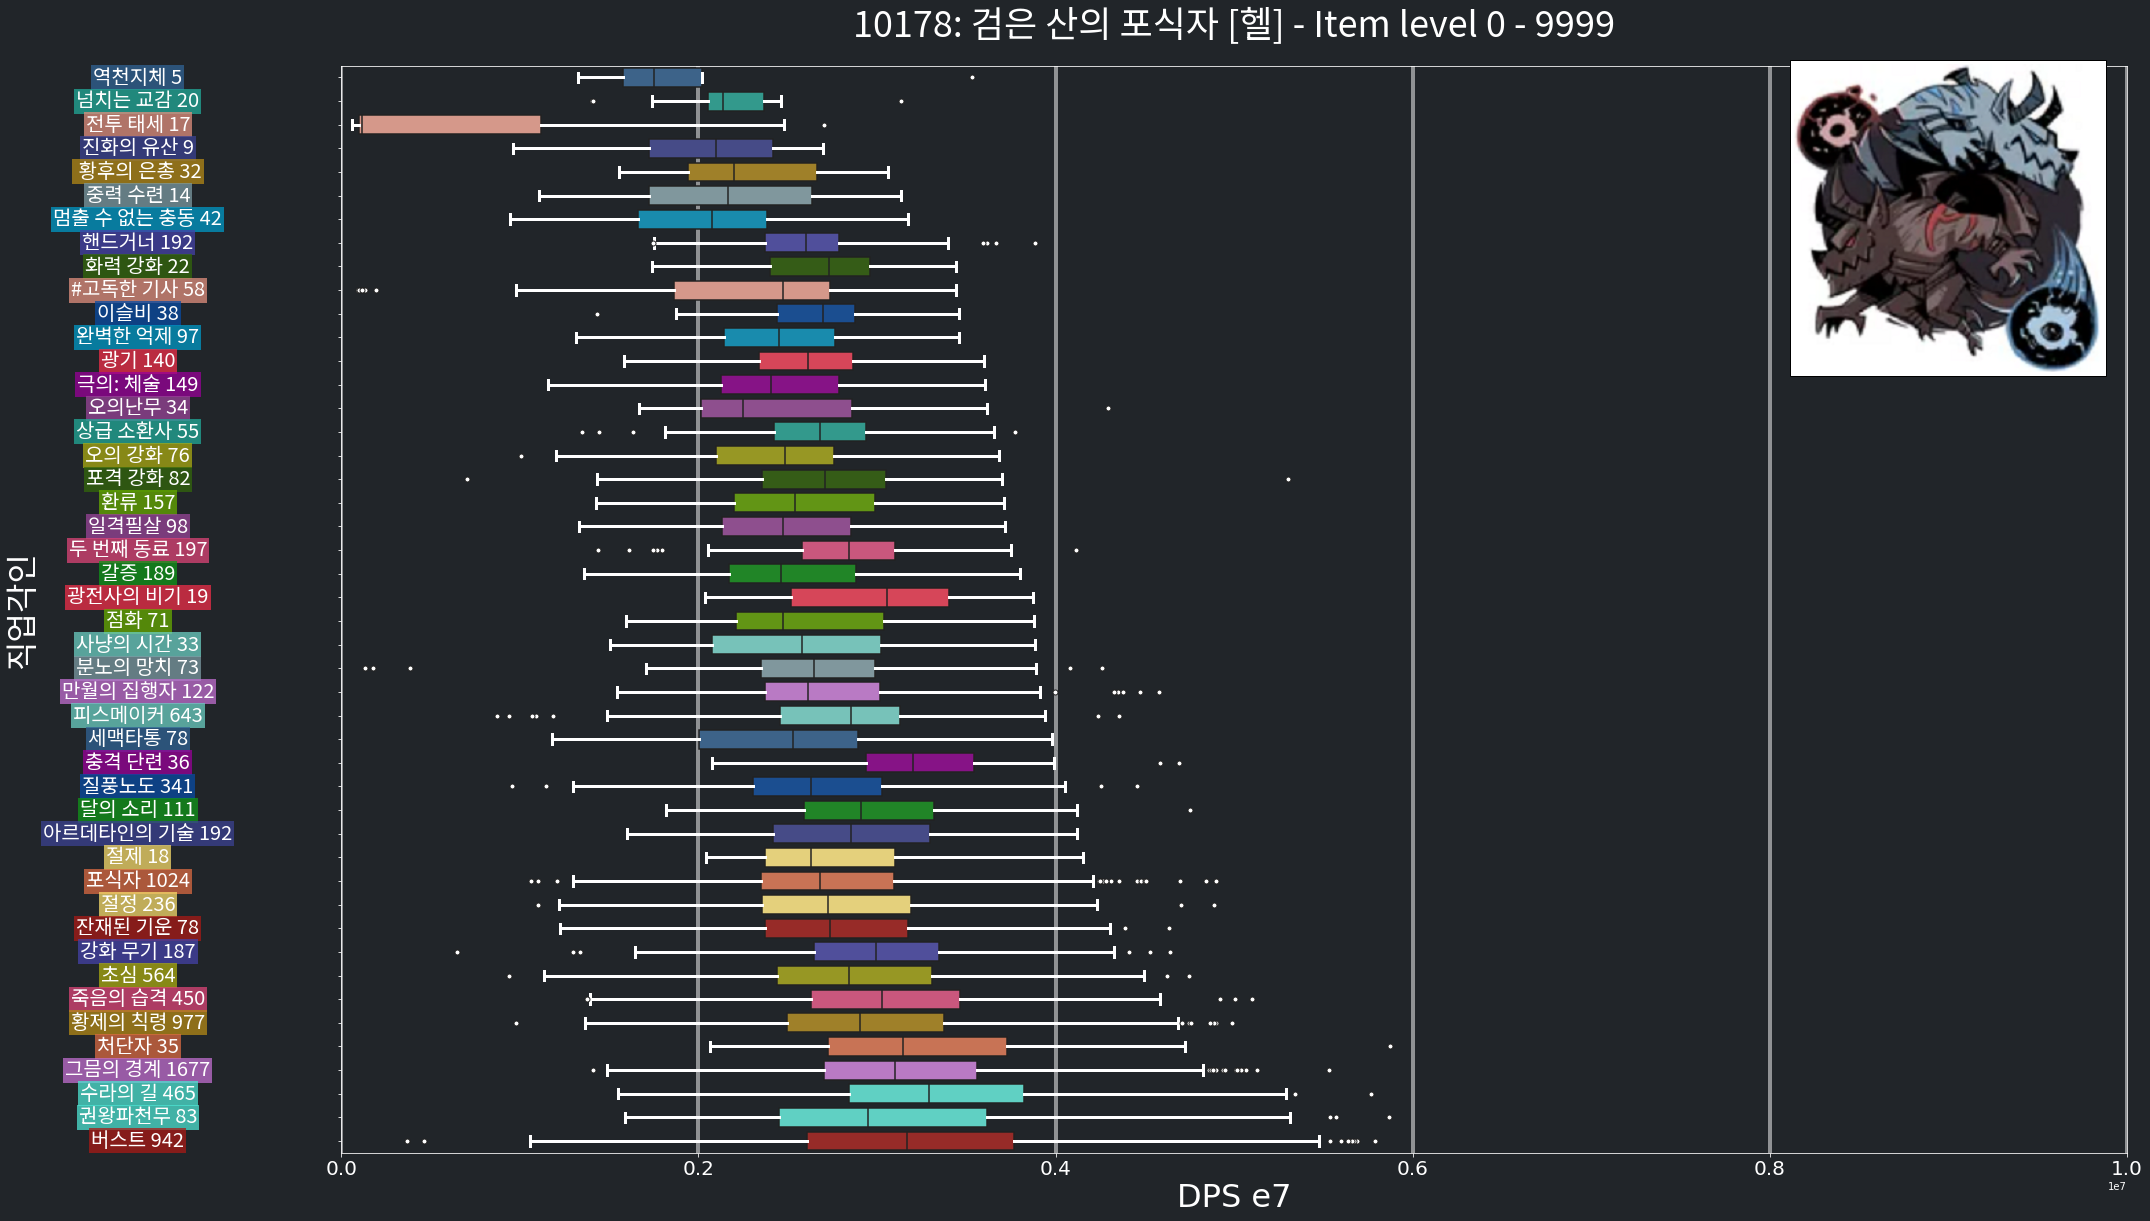 10178: 검은 산의 포식자 [헬] - Item level 0 - 9999
직업각인
역천지체 5
넘치는 교감 20
전투 태세 17
진화의 유산 9
황후의 은총 32
중력 수련 14
멈출 수 없는 충동 42
핸드거너 192
화력 강화 22
#고독한 기사 58
이슬비 38
완벽한 억제 97
광기 140
극의: 체술 149
오의난무 34
상급 소환사 55
오의 강화 76
포격 강화 82
환류 157
일격필살 98
두 번째 동료 197
갈증 189
광전사의 비기 19
점화 71
사냥의 시간 33
분노의 망치 73
만월의 집행자 122
피스메이커 643
세맥타통 78
충격 단련 36
질풍노도 341
달의 소리 111
아르데타인의 기술 192
절제 18
포식자 1024
절정 236
잔재된 기운 78
강화 무기 187
초심 564
죽음의 습격 450
황제의 칙령 977
처단자 35
그믐의 경계 1677
수라의 길 465
권왕파천무 83
버스트 942
0.0 0.2 0.4 0.6 0.8 1.0
1e7
DPS e7